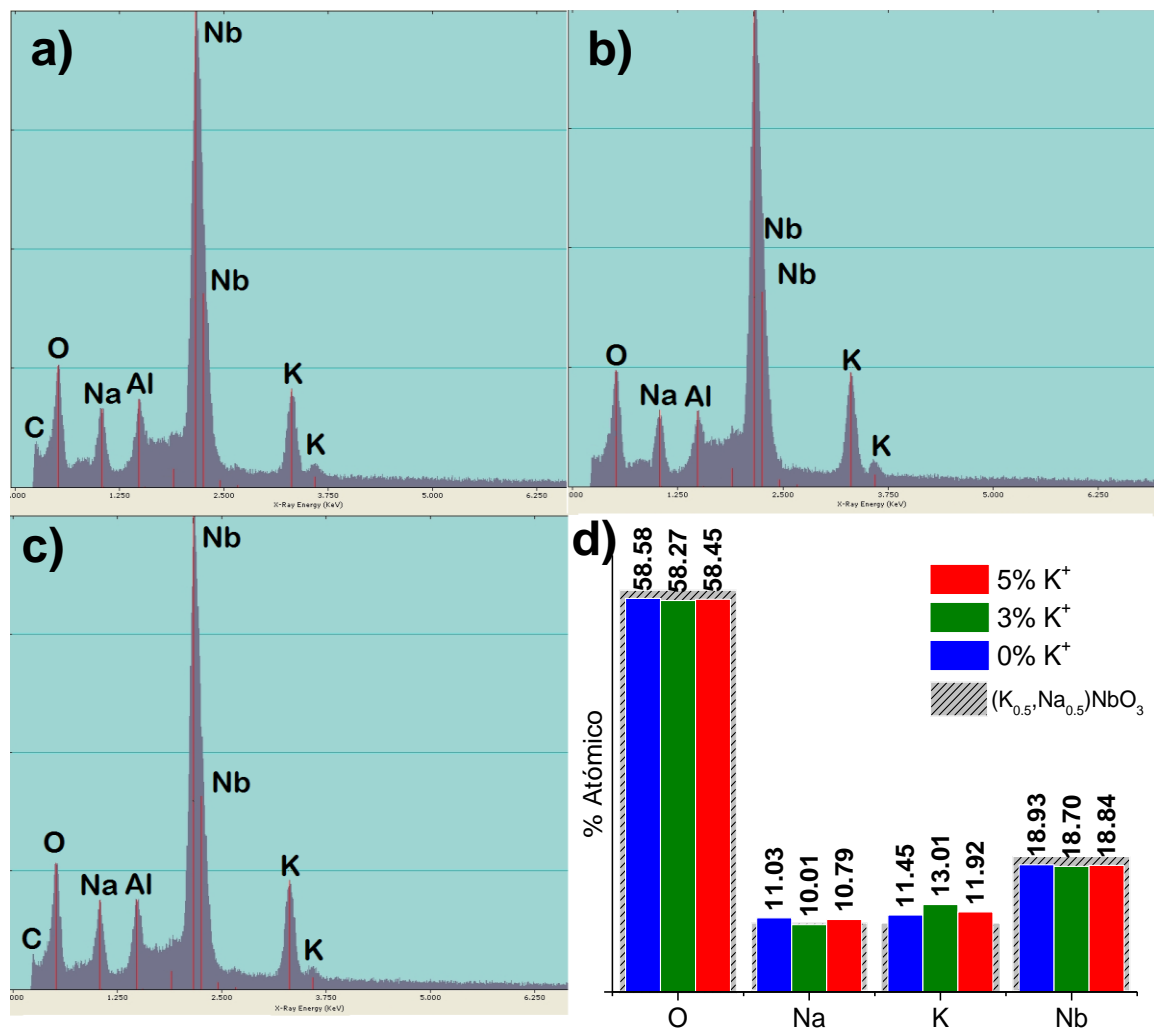 a)
Nb
Nb
O
Na
Al
C
K
K
.000 1.250 2.500 3.750 5.000 6.250
X-Ray Energy (KeV)
b)
Nb
Nb
O
Na
Al
K
K
.000 1.250 2.500 3.750 5.000 6.250
X-Ray Energy (KeV)
c)
Nb
Nb
O
Na
Al
C
K
K
.000 1.250 2.500 3.750 5.000 6.250
X-Ray Energy (KeV)
d)
% Atómico
58.58
58.27
58.45
11.03
10.01
10.79
11.45
13.01
11.92
18.93
18.70
18.84
5% K⁺
3% K⁺
0% K⁺
(K₀.₅,Na₀.₅)NbO₃
O Na K Nb